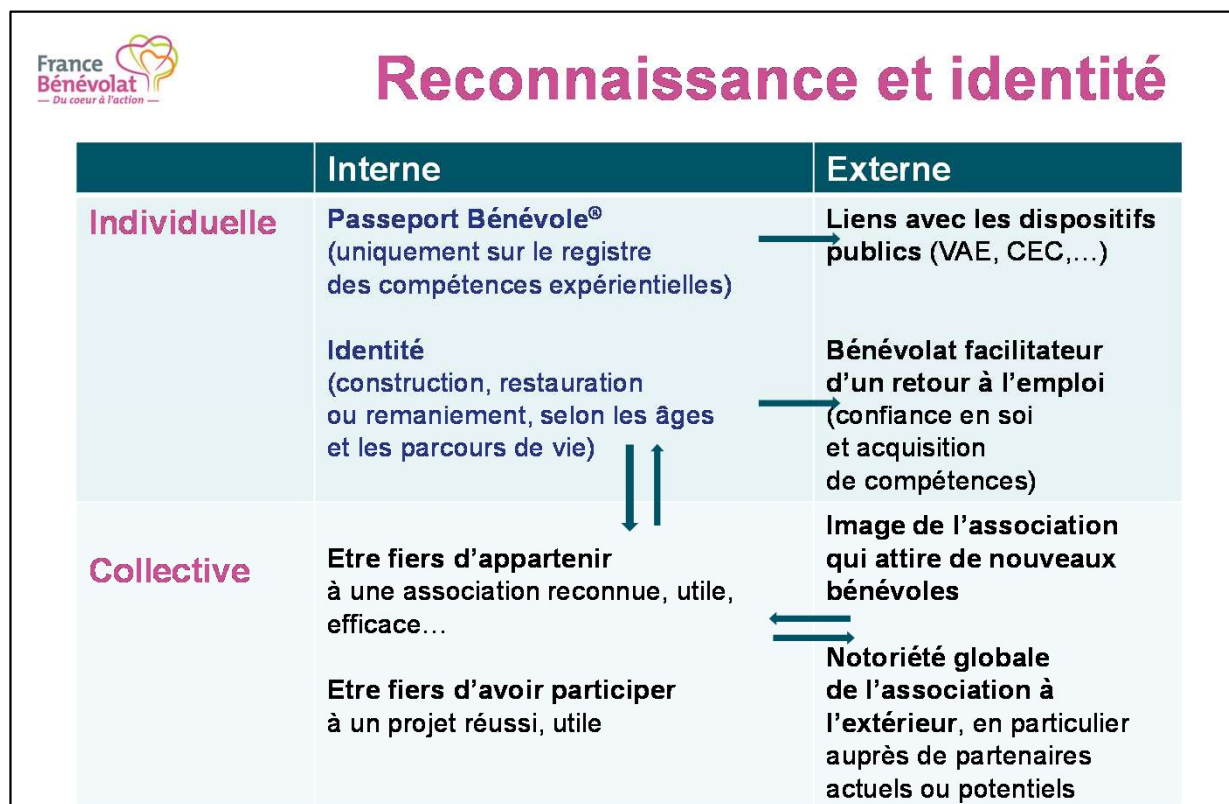 France
Bénévolat
— Du coeur à l'action —
Reconnaissance et identité
Interne
Externe
Individuelle
Passeport Bénévole®
(uniquement sur le registre
des compétences expérientielles)
Identité
(construction, restauration
ou remaniement, selon les âges
et les parcours de vie)
Liens avec les dispositifs
publics (VAE, CEC,…)
Bénévolat facilitateur
d'un retour à l'emploi
(confiance en soi
et acquisition
de compétences)
Collective
Etre fiers d'appartenir
à une association reconnue, utile,
efficace…
Etre fiers d'avoir participer
à un projet réussi, utile
Image de l'association
qui attire de nouveaux
bénévoles
Notoriété globale
de l'association à
l'extérieur, en particulier
auprès de partenaires
actuels ou potentiels